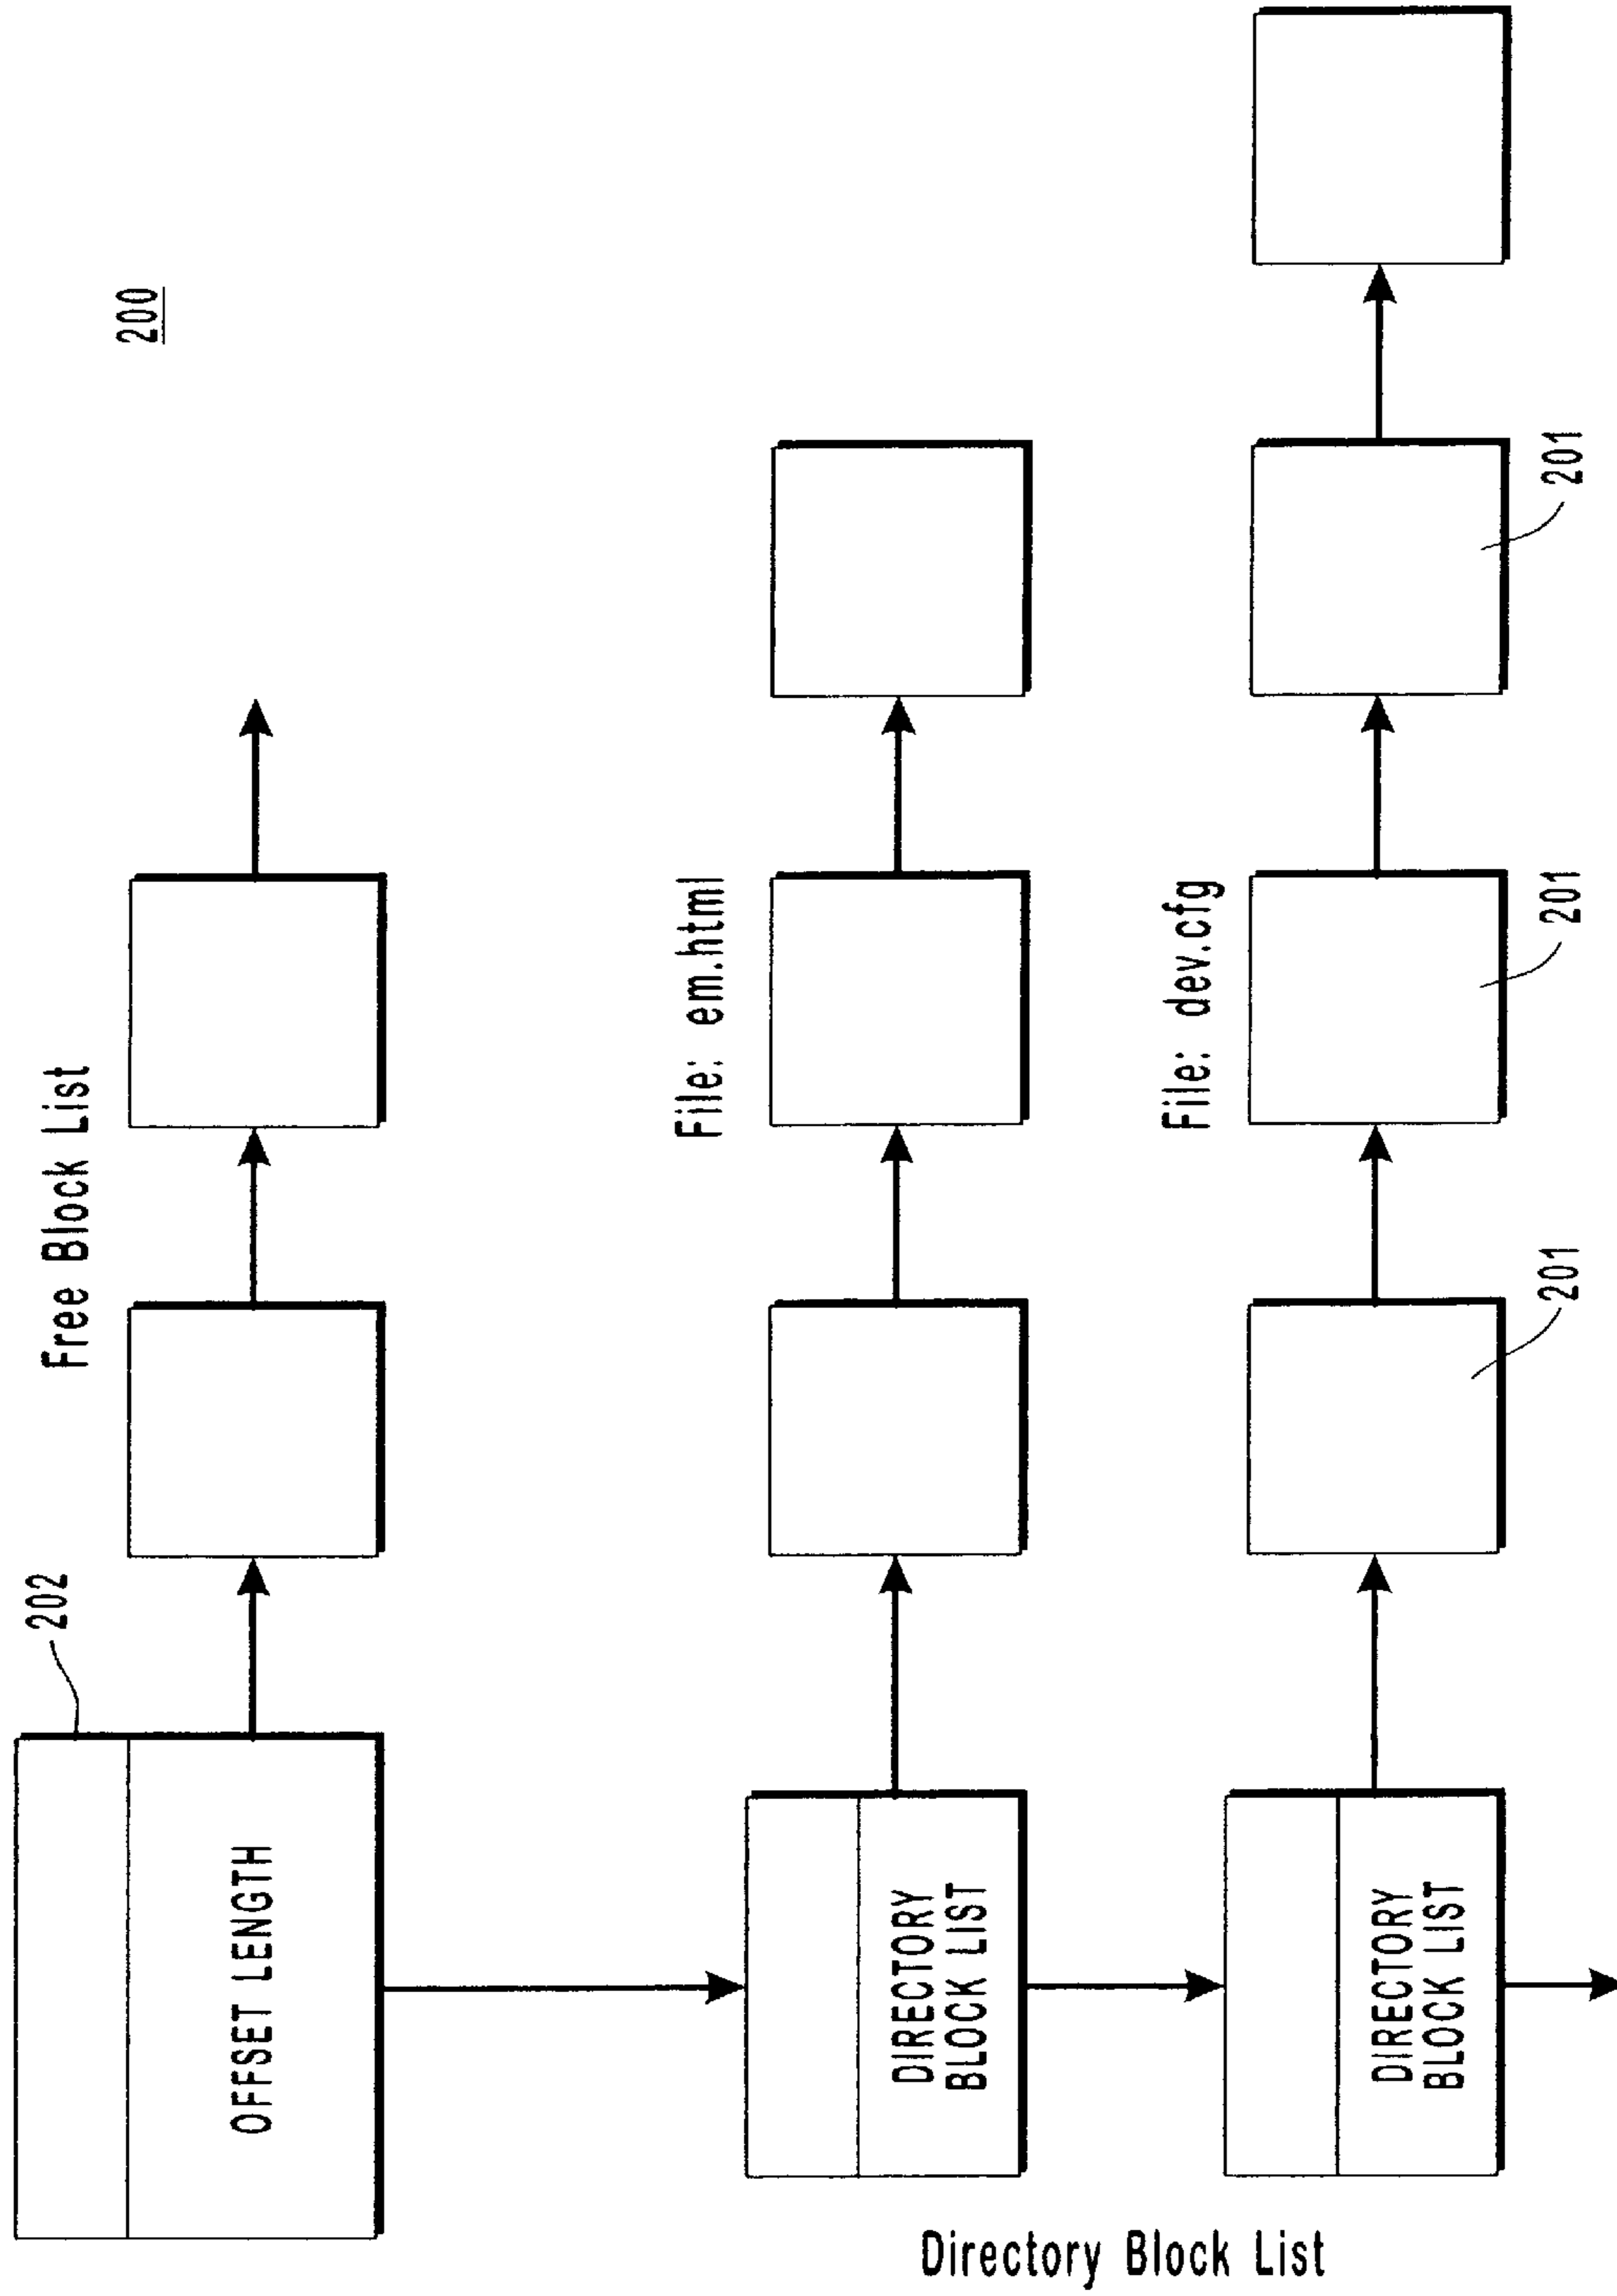 202
Free Block List
200
OFFSET LENGTH
File: em.html
DIRECTORY
BLOCK LIST
Directory Block List
File: dev.cfg
DIRECTORY
BLOCK LIST
201
201
201